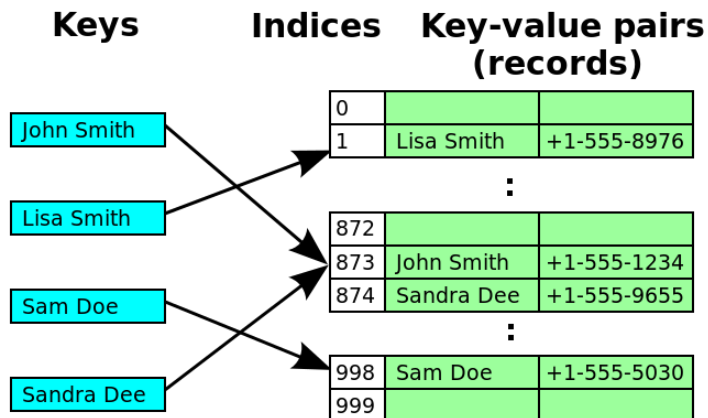 Keys
Indices
Key-value pairs
(records)
John Smith
Lisa Smith
Sam Doe
Sandra Dee
0
1 Lisa Smith +1-555-8976
:
872
873 John Smith +1-555-1234
874 Sandra Dee +1-555-9655
:
998 Sam Doe +1-555-5030
999